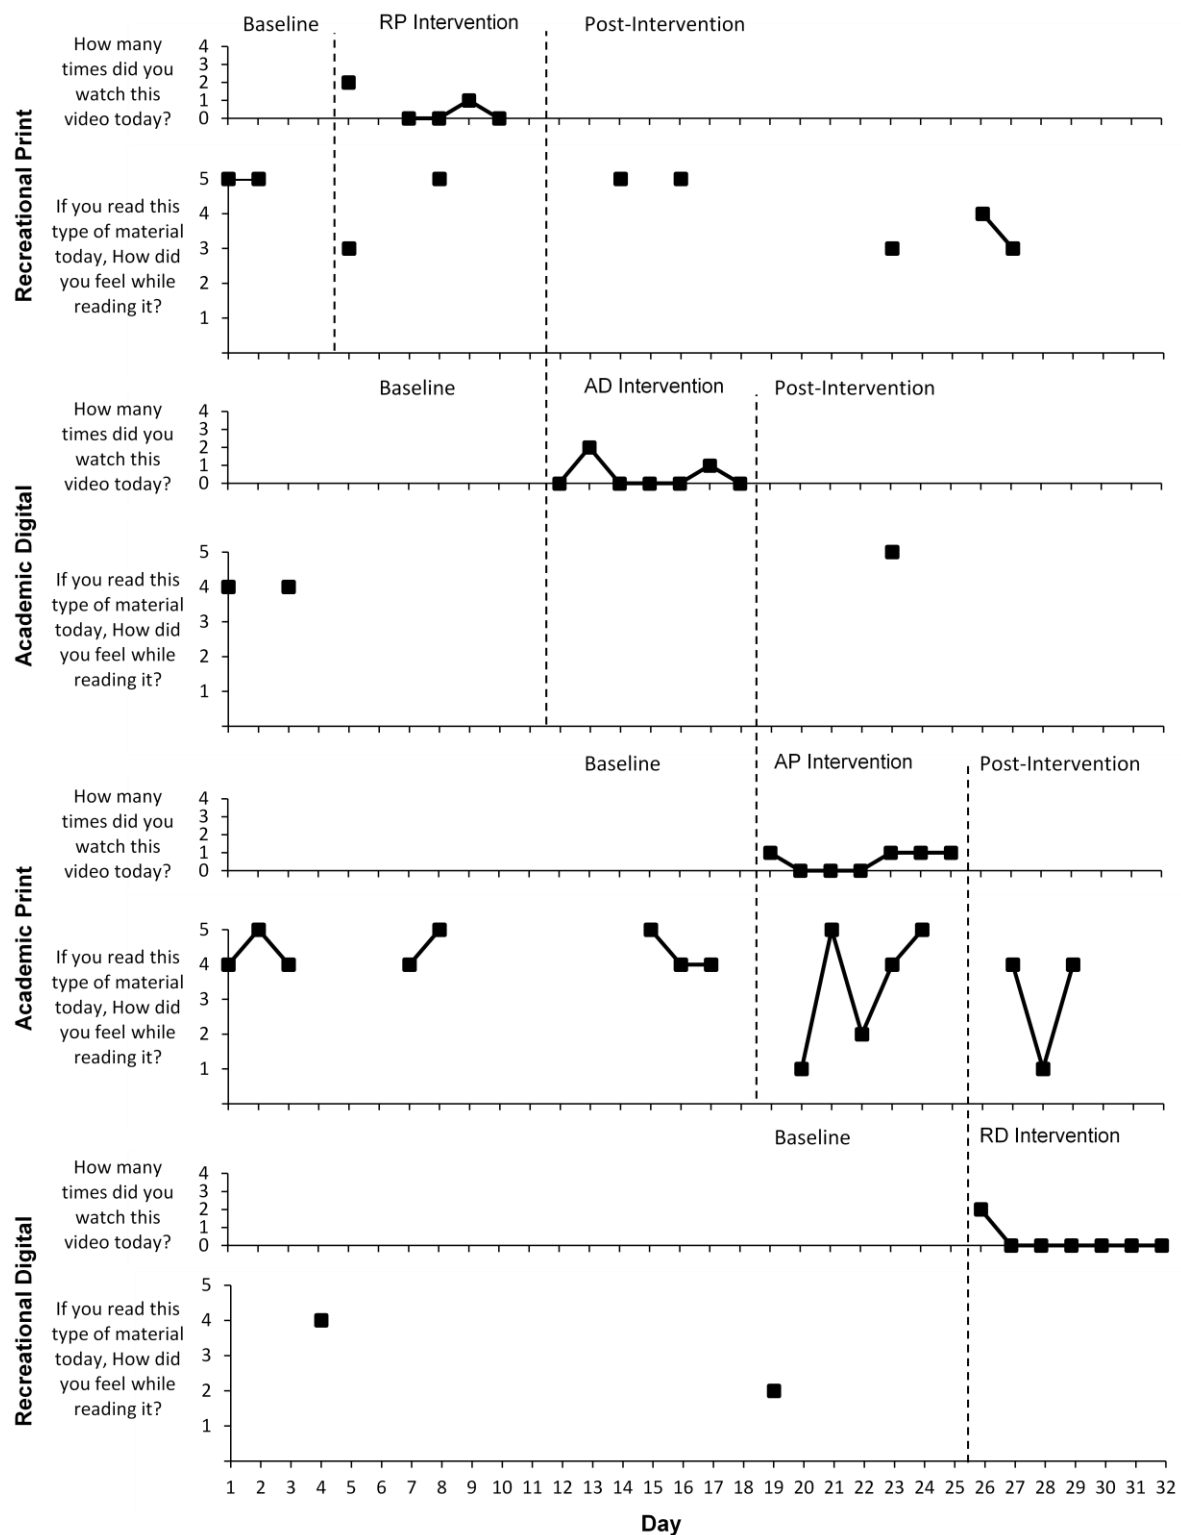 Baseline
RP Intervention
Post-Intervention
Recreational Print
How many
times did you
watch this
video today?
4
3
2
1
0
If you read this
type of material
today, How did
you feel while
reading it?
5
4
3
2
1
Baseline
AD Intervention
Post-Intervention
Academic Digital
How many
times did you
watch this
video today?
4
3
2
1
0
If you read this
type of material
today, How did
you feel while
reading it?
5
4
3
2
1
Baseline
AP Intervention
Post-Intervention
Academic Print
How many
times did you
watch this
video today?
4
3
2
1
0
If you read this
type of material
today, How did
you feel while
reading it?
5
4
3
2
1
Baseline
RD Intervention
Recreational Digital
How many
times did you
watch this
video today?
4
3
2
1
0
If you read this
type of material
today, How did
you feel while
reading it?
5
4
3
2
1
1 2 3 4 5 6 7 8 9 10 11 12 13 14 15 16 17 18 19 20 21 22 23 24 25 26 27 28 29 30 31 32
Day